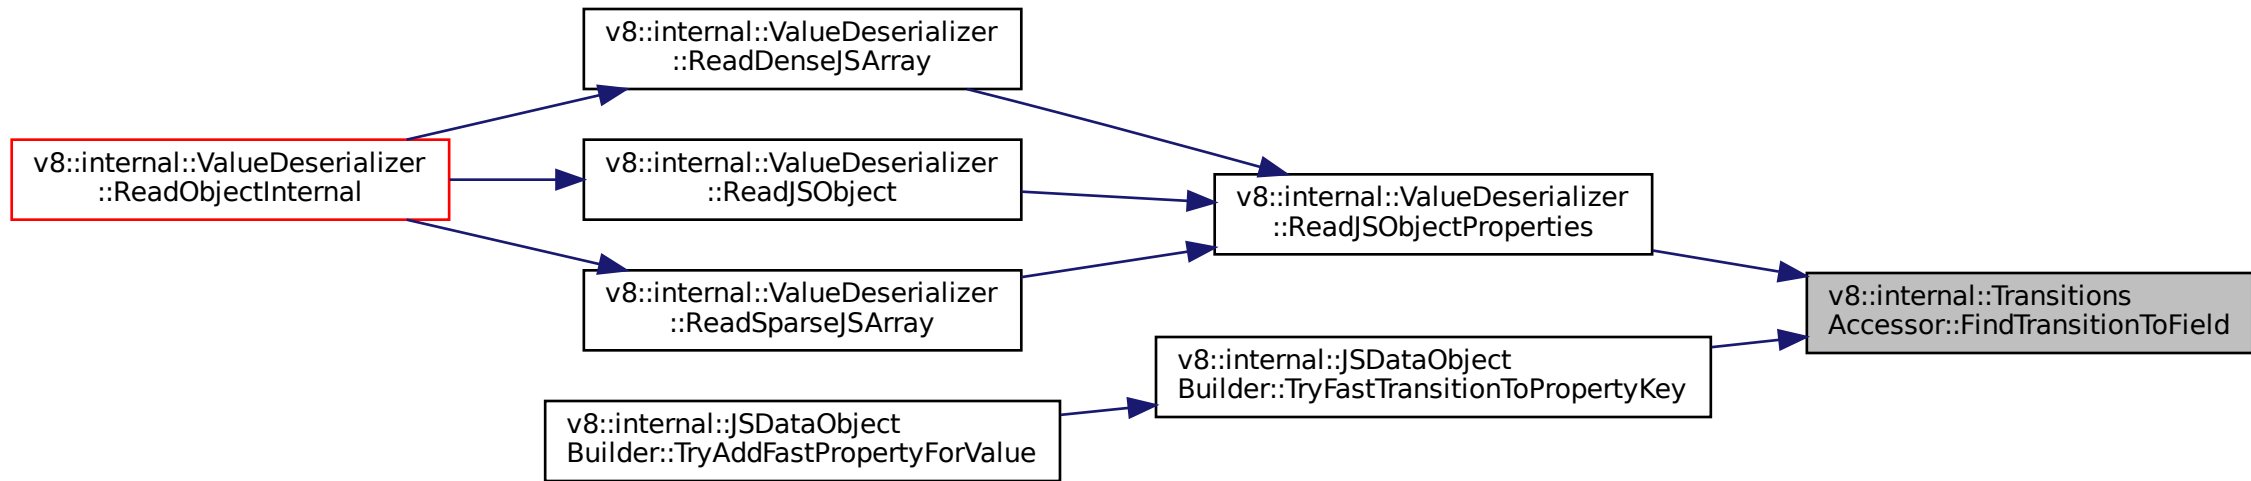 v8::internal::ValueDeserializer
::ReadDenseJSArray
v8::internal::ValueDeserializer
::ReadObjectInternal
v8::internal::ValueDeserializer
::ReadJSObject
v8::internal::ValueDeserializer
::ReadJSObjectProperties
v8::internal::ValueDeserializer
::ReadSparseJSArray
v8::internal::Transitions
Accessor::FindTransitionToField
v8::internal::JSDataObject
Builder::TryFastTransitionToPropertyKey
v8::internal::JSDataObject
Builder::TryAddFastPropertyForValue